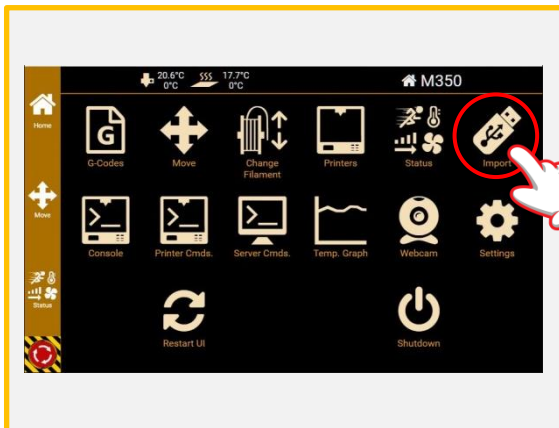 20.6°C 17.7°C
0°C 0°C
M350
Home
G
G-Codes Move Change Filament Printers Status Import
Move
>_ >_ >_
Console Printer Cmds. Server Cmds. Temp. Graph Webcam Settings
Status
Restart UI Shutdown